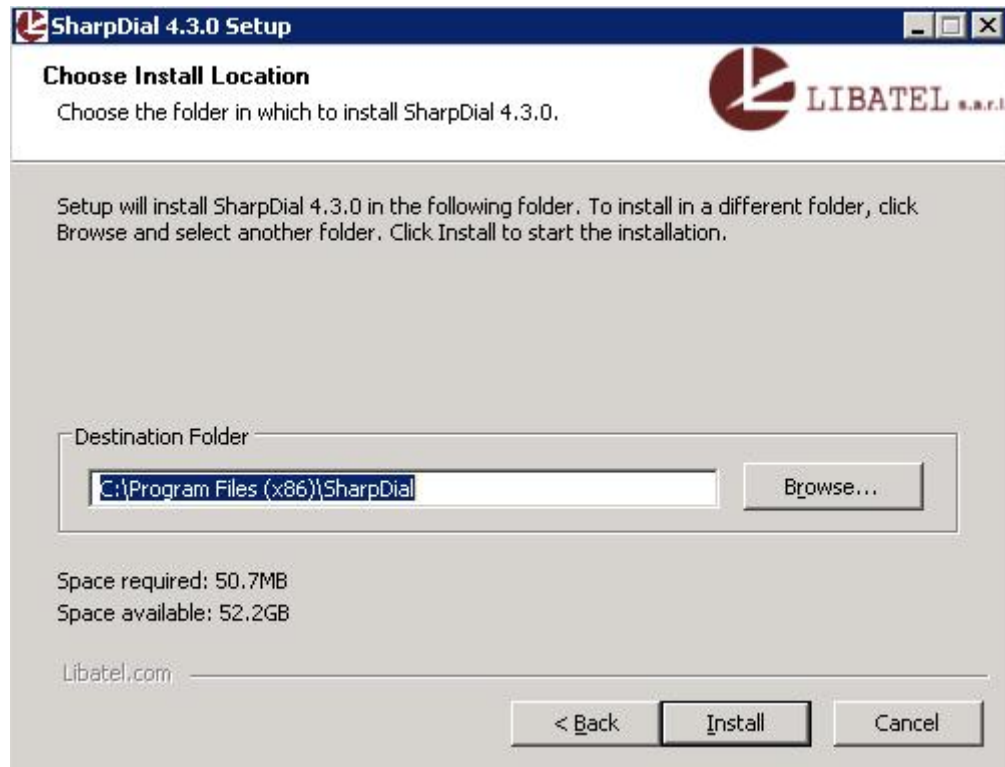 SharpDial 4.3.0 Setup
Choose Install Location
Choose the folder in which to install SharpDial 4.3.0.
LIBATEL s.a.r.l
Setup will install SharpDial 4.3.0 in the following folder. To install in a different folder, click
Browse and select another folder. Click Install to start the installation.
Destination Folder
C:\Program Files (x86)\SharpDial
Browse...
Space required: 50.7MB
Space available: 52.2GB
Libatel.com
< Back
Install
Cancel